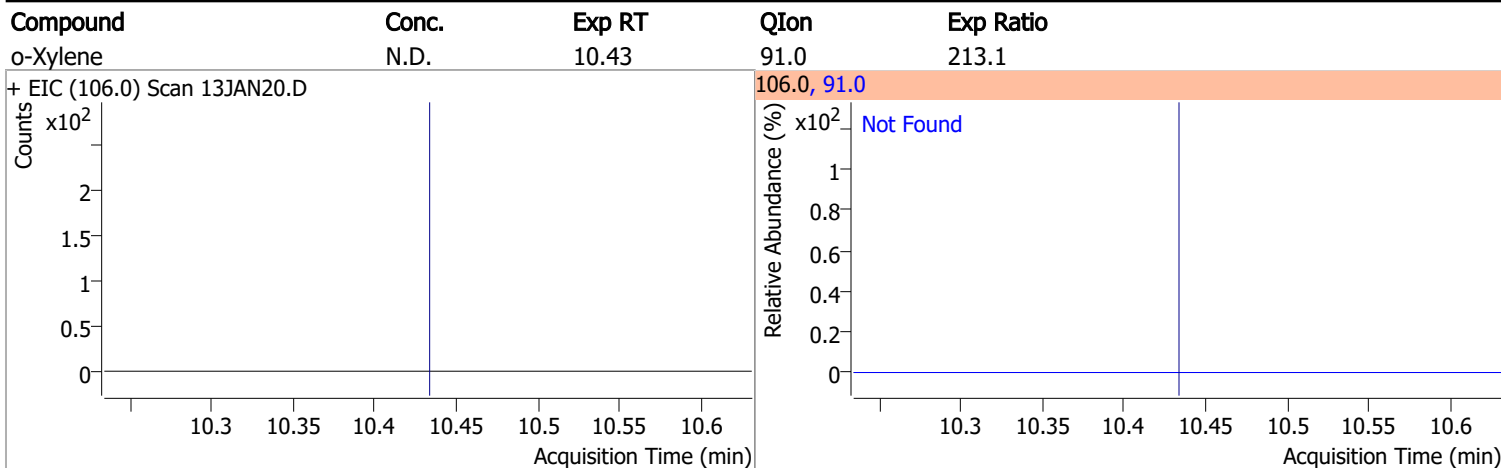 Compound Conc. Exp RT QIon Exp Ratio
o-Xylene N.D. 10.43 91.0 213.1
+ EIC (106.0) Scan 13JAN20.D
Counts
x10²
2
1.5
1
0.5
0
10.3 10.35 10.4 10.45 10.5 10.55 10.6
Acquisition Time (min)
106.0, 91.0
Relative Abundance (%)
x10²
Not Found
1
0.8
0.6
0.4
0.2
0
10.3 10.35 10.4 10.45 10.5 10.55 10.6
Acquisition Time (min)